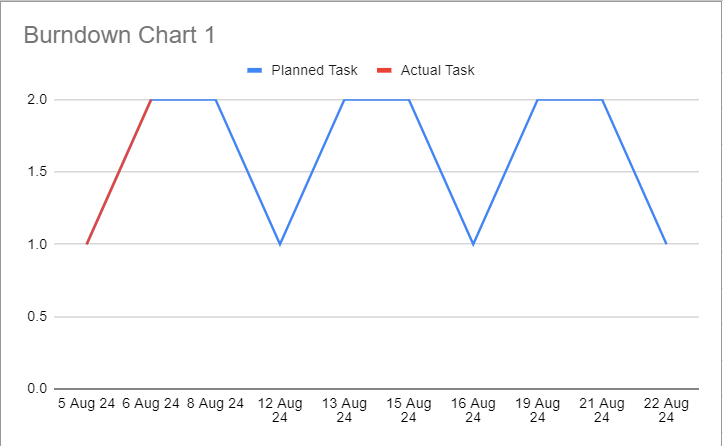 Burndown Chart 1
Planned Task Actual Task
2.0
1.5
1.0
0.5
0.0
5 Aug 24 6 Aug 24 8 Aug 24 12 Aug 13 Aug 15 Aug 16 Aug 19 Aug 21 Aug 22 Aug
24 24 24 24 24 24 24